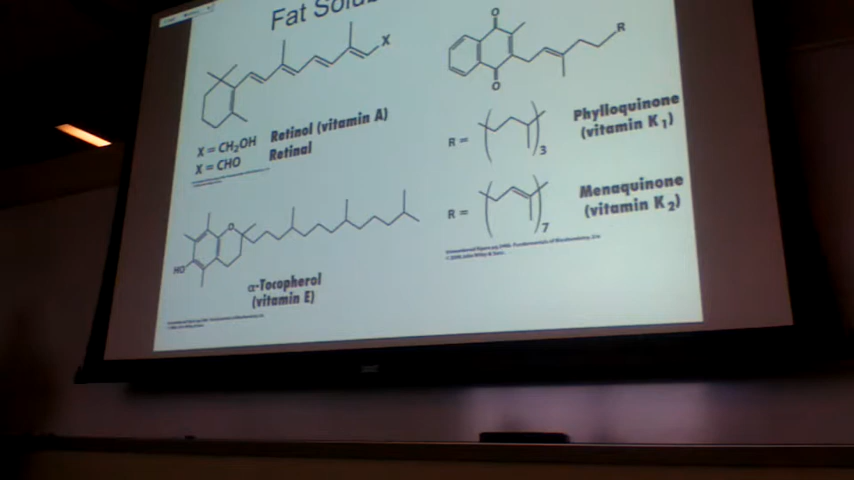 Fat Solu
X
X = CH₂OH Retinol (vitamin A)
X = CHO Retinal
HO
O
α-Tocopherol
(vitamin E)
O
O
R
R =
3
Phylloquinone
(vitamin K₁)
R =
7
Menaquinone
(vitamin K₂)